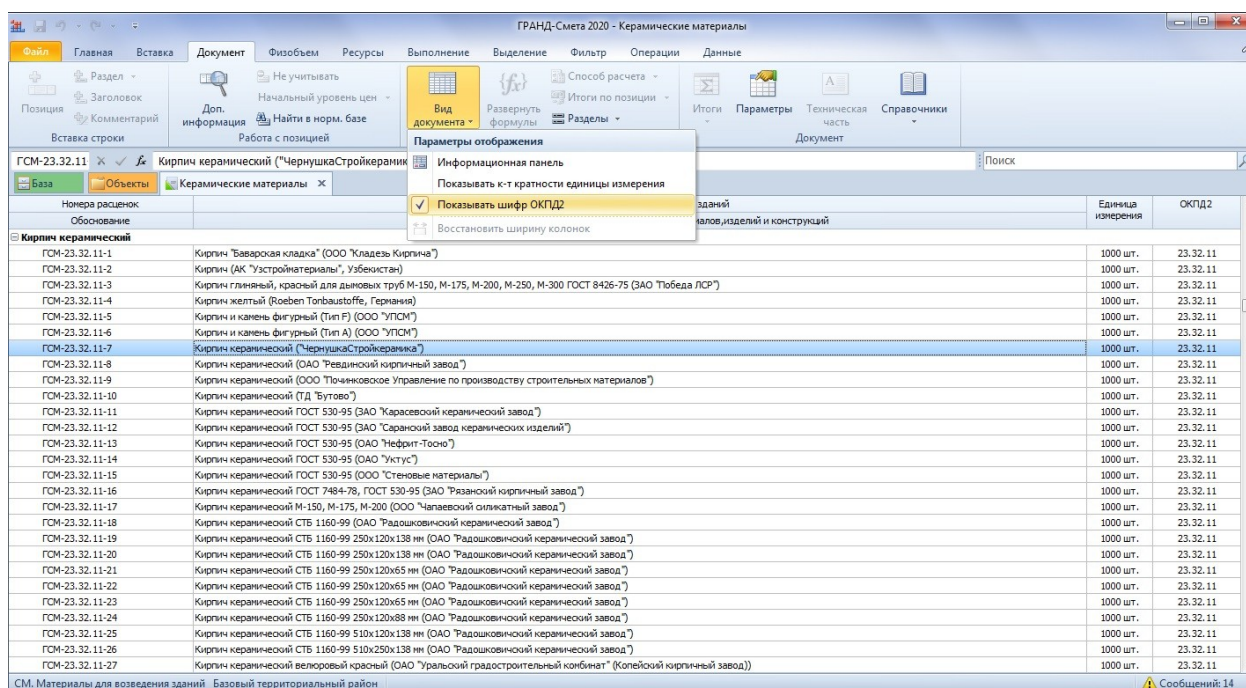 ГРАНД-Смета 2020 - Керамические материалы
Файл Главная Вставка Документ Физобъем Ресурсы Выполнение Выделение Фильтр Операции Данные
Позиция
Раздел
Заголовок
Комментарий
Вставка строки
Доп. информация
Не учитывать
Начальный уровень цен
Найти в норм. базе
Работа с позицией
Вид документа
Развернуть формулы
Способ расчета
Итоги по позиции
Разделы
Итоги
Параметры
Техническая часть
Справочники
Документ
Параметры отображения
Информационная панель
Показывать к-т кратности единицы измерения
Показывать шифр ОКПД2
Восстановить ширину колонок
ГСМ-23.32.11 fx Кирпич керамический ("ЧернушкаСтройкерамик Поиск
База Объекты Керамические материалы
Номера расценок зданий Единица измерения ОКПД2
Обоснование алов,изделий и конструкций
Кирпич керамический
ГСМ-23.32.11-1 Кирпич "Баварская кладка" (ООО "Кладезь Кирпича") 1000 шт. 23.32.11
ГСМ-23.32.11-2 Кирпич (АК "Узстройматериалы", Узбекистан) 1000 шт. 23.32.11
ГСМ-23.32.11-3 Кирпич глиняный, красный для дымовых труб М-150, М-175, М-200, М-250, М-300 ГОСТ 8426-75 (ЗАО "Победа ЛСР") 1000 шт. 23.32.11
ГСМ-23.32.11-4 Кирпич желтый (Roeben Tonbaustoffe, Германия) 1000 шт. 23.32.11
ГСМ-23.32.11-5 Кирпич и камень фигурный (Тип F) (ООО "УПСМ") 1000 шт. 23.32.11
ГСМ-23.32.11-6 Кирпич и камень фигурный (Тип А) (ООО "УПСМ") 1000 шт. 23.32.11
ГСМ-23.32.11-7 Кирпич керамический ("ЧернушкаСтройкерамика") 1000 шт. 23.32.11
ГСМ-23.32.11-8 Кирпич керамический (ОАО "Ревдинский кирпичный завод") 1000 шт. 23.32.11
ГСМ-23.32.11-9 Кирпич керамический (ООО "Починковское Управление по производству строительных материалов") 1000 шт. 23.32.11
ГСМ-23.32.11-10 Кирпич керамический (ТД "Бутово") 1000 шт. 23.32.11
ГСМ-23.32.11-11 Кирпич керамический ГОСТ 530-95 (ЗАО "Карасевский керамический завод") 1000 шт. 23.32.11
ГСМ-23.32.11-12 Кирпич керамический ГОСТ 530-95 (ЗАО "Саранский завод керамических изделий") 1000 шт. 23.32.11
ГСМ-23.32.11-13 Кирпич керамический ГОСТ 530-95 (ОАО "Нефрит-Тосно") 1000 шт. 23.32.11
ГСМ-23.32.11-14 Кирпич керамический ГОСТ 530-95 (ОАО "Уктус") 1000 шт. 23.32.11
ГСМ-23.32.11-15 Кирпич керамический ГОСТ 530-95 (ООО "Стеновые материалы") 1000 шт. 23.32.11
ГСМ-23.32.11-16 Кирпич керамический ГОСТ 7484-78, ГОСТ 530-95 (ЗАО "Рязанский кирпичный завод") 1000 шт. 23.32.11
ГСМ-23.32.11-17 Кирпич керамический М-150, М-175, М-200 (ООО "Чапаевский силикатный завод") 1000 шт. 23.32.11
ГСМ-23.32.11-18 Кирпич керамический СТБ 1160-99 (ОАО "Радошковичский керамический завод") 1000 шт. 23.32.11
ГСМ-23.32.11-19 Кирпич керамический СТБ 1160-99 250х120х138 мм (ОАО "Радошковичский керамический завод") 1000 шт. 23.32.11
ГСМ-23.32.11-20 Кирпич керамический СТБ 1160-99 250х120х138 мм (ОАО "Радошковичский керамический завод") 1000 шт. 23.32.11
ГСМ-23.32.11-21 Кирпич керамический СТБ 1160-99 250х120х65 мм (ОАО "Радошковичский керамический завод") 1000 шт. 23.32.11
ГСМ-23.32.11-22 Кирпич керамический СТБ 1160-99 250х120х65 мм (ОАО "Радошковичский керамический завод") 1000 шт. 23.32.11
ГСМ-23.32.11-23 Кирпич керамический СТБ 1160-99 250х120х65 мм (ОАО "Радошковичский керамический завод") 1000 шт. 23.32.11
ГСМ-23.32.11-24 Кирпич керамический СТБ 1160-99 250х120х88 мм (ОАО "Радошковичский керамический завод") 1000 шт. 23.32.11
ГСМ-23.32.11-25 Кирпич керамический СТБ 1160-99 510х120х138 мм (ОАО "Радошковичский керамический завод") 1000 шт. 23.32.11
ГСМ-23.32.11-26 Кирпич керамический СТБ 1160-99 510х250х138 мм (ОАО "Радошковичский керамический завод") 1000 шт. 23.32.11
ГСМ-23.32.11-27 Кирпич керамический велюровый красный (ОАО "Уральский градостроительный комбинат" (Копейский кирпичный завод)) 1000 шт. 23.32.11
СМ. Материалы для возведения зданий Базовый территориальный район Сообщений: 14